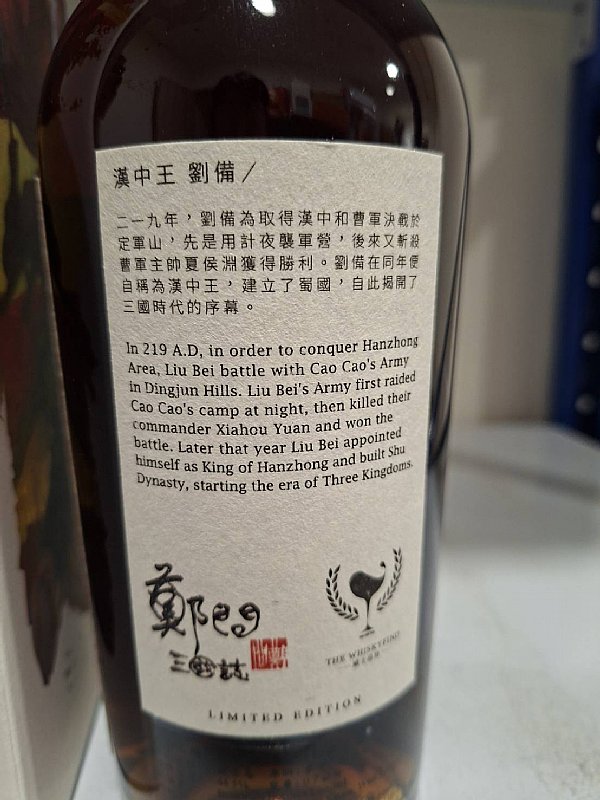 漢中王 劉備/
二一九年，劉備為取得漢中和曹軍決戰於
定軍山，先是用計夜襲軍營，後來又斬殺
曹軍主帥夏侯淵獲得勝利。劉備在同年便
自稱為漢中王，建立了蜀國，自此揭開了
三國時代的序幕。
In 219 A.D, in order to conquer Hanzhong
Area, Liu Bei battle with Cao Cao's Army
in Dingjun Hills. Liu Bei's Army first raided
Cao Cao's camp at night, then killed their
commander Xiahou Yuan and won the
battle. Later that year Liu Bei appointed
himself as King of Hanzhong and built Shu
Dynasty, starting the era of Three Kingdoms.
鄭問
三國誌
THE WHISKYFIND
LIMITED EDITION